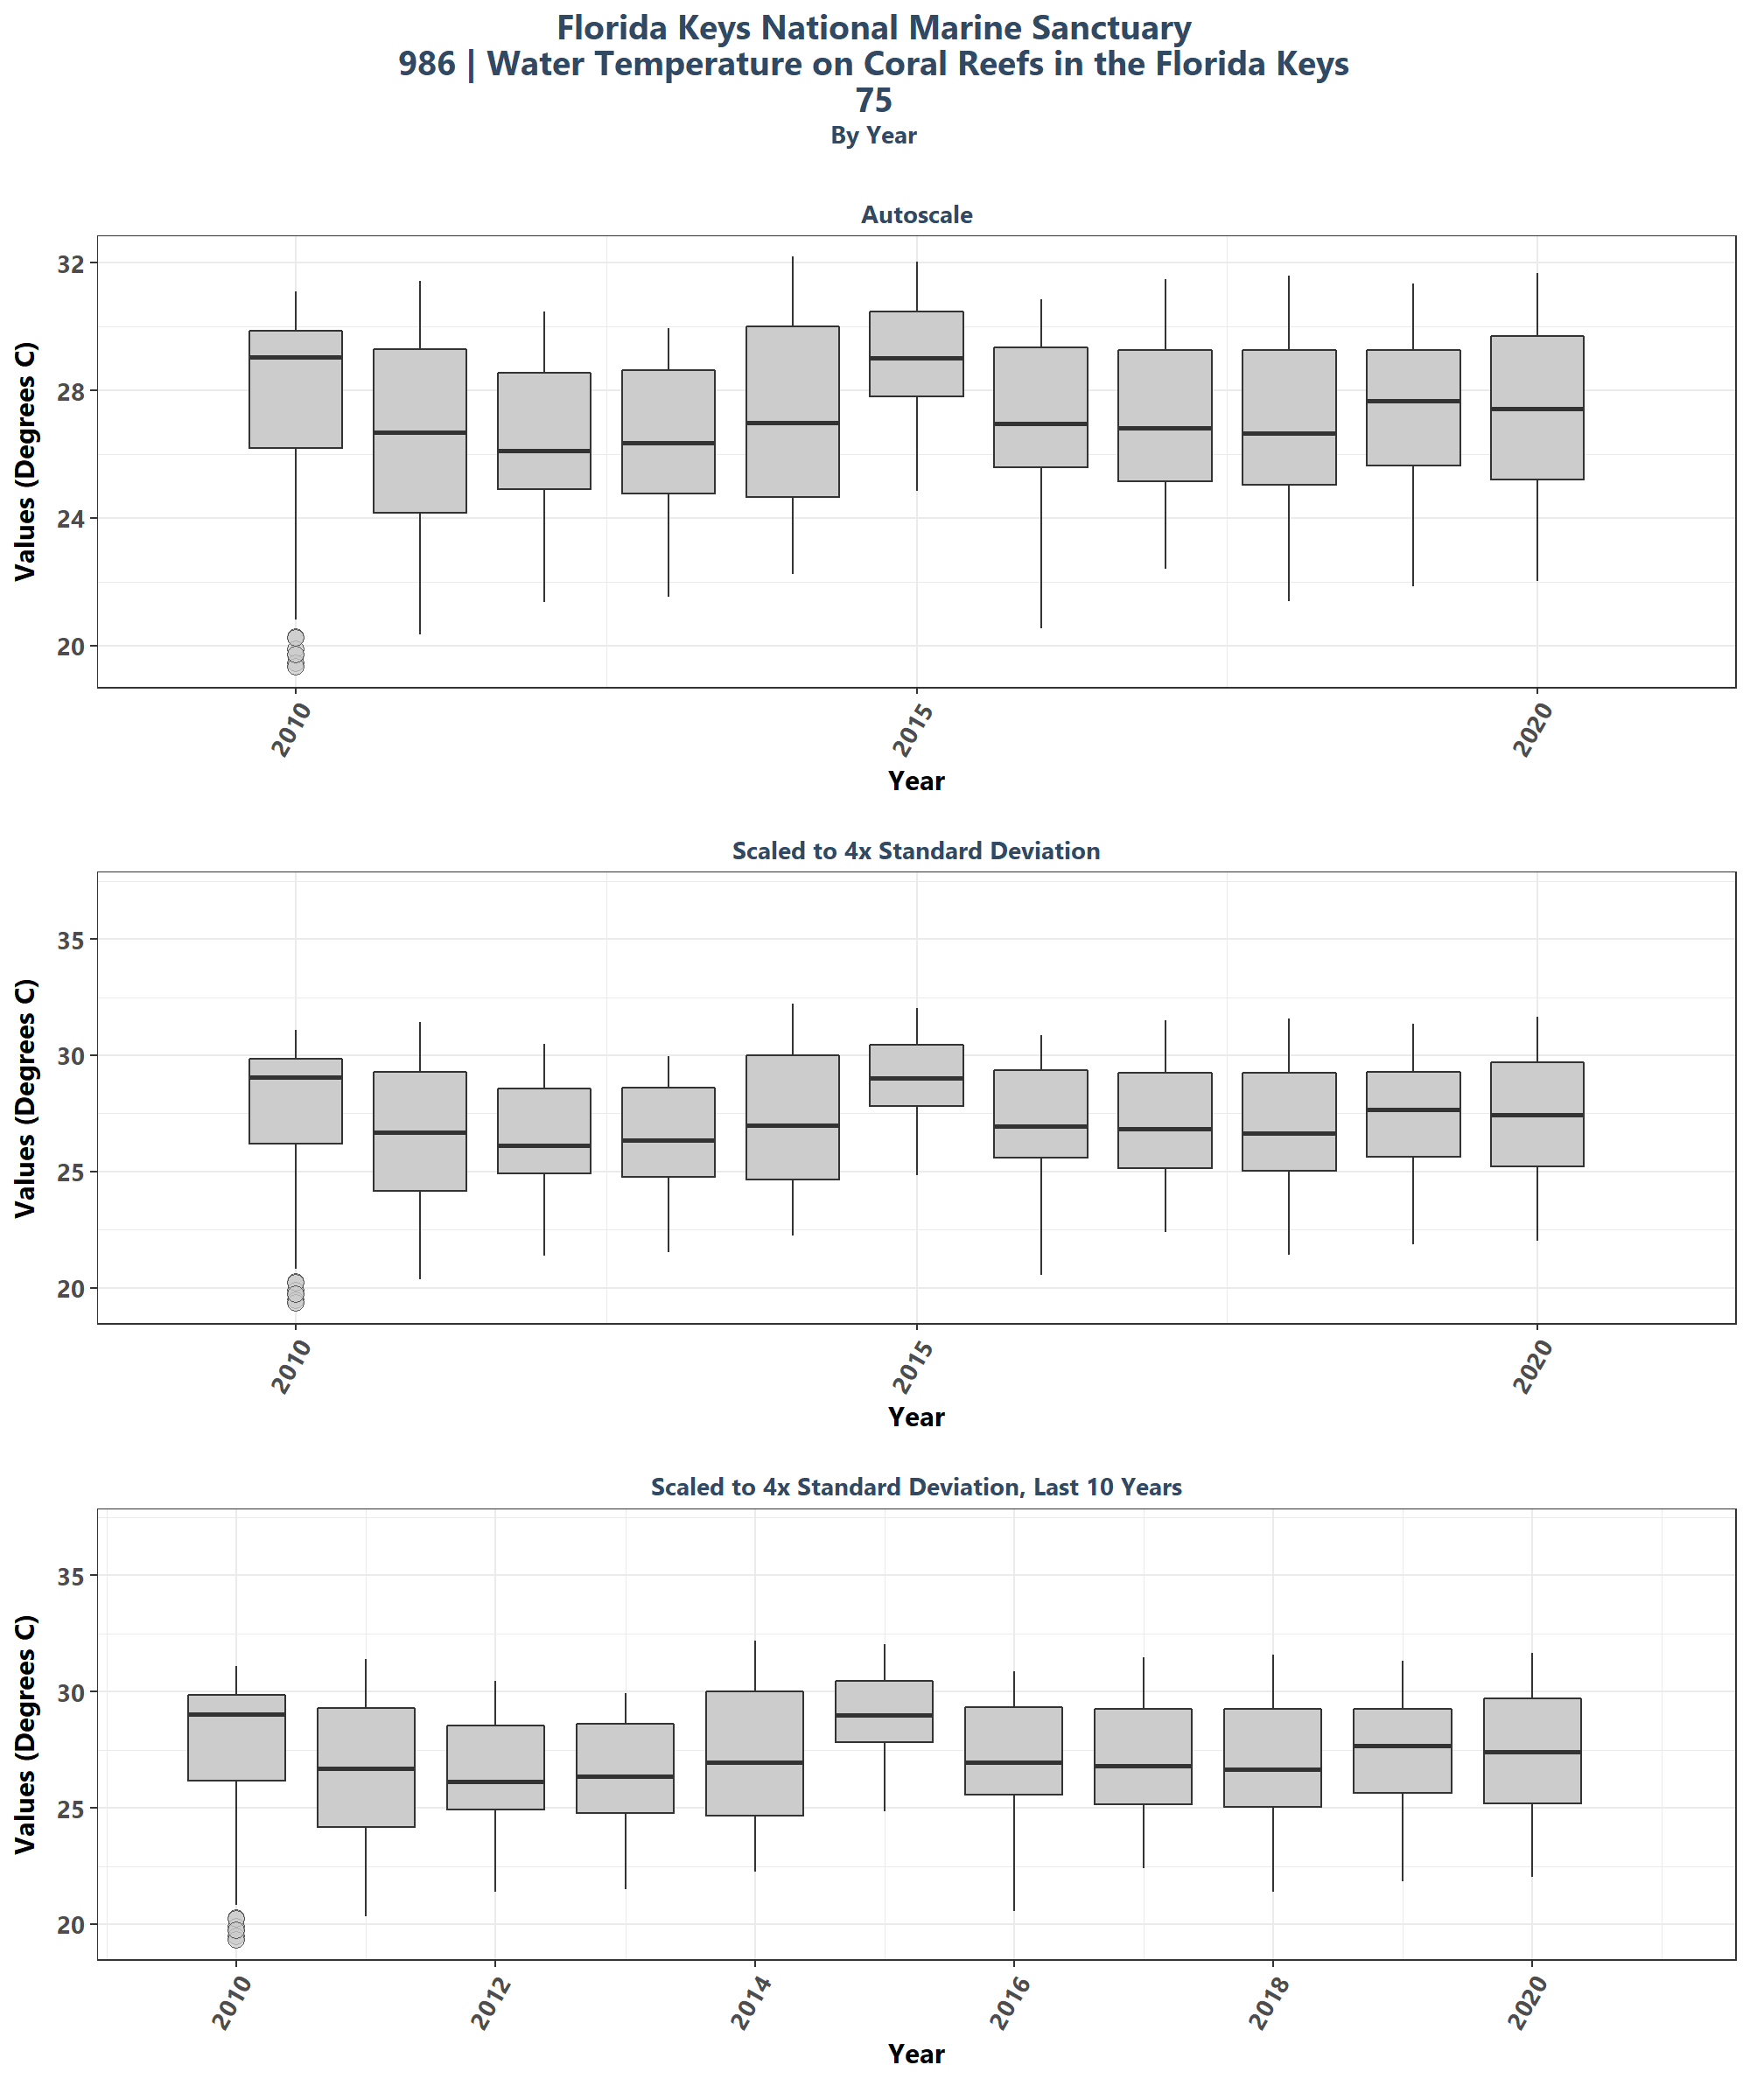 Florida Keys National Marine Sanctuary
986 | Water Temperature on Coral Reefs in the Florida Keys
75
By Year
Autoscale
Values (Degrees C)
32
28
24
20
2010
2015
2020
Year
Scaled to 4x Standard Deviation
Values (Degrees C)
35
30
25
20
2010
2015
2020
Year
Scaled to 4x Standard Deviation, Last 10 Years
Values (Degrees C)
35
30
25
20
2010
2012
2014
2016
2018
2020
Year